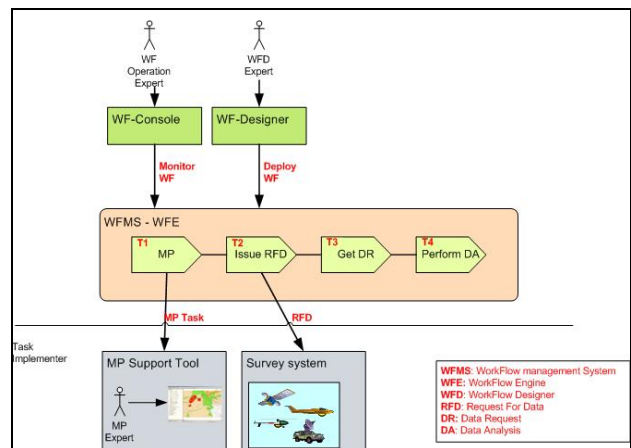 WF
Operation
Expert
WFD
Expert
WF-Console
WF-Designer
Monitor
WF
Deploy
WF
WFMS - WFE
T1
MP
T2
Issue RFD
T3
Get DR
T4
Perform DA
MP Task
RFD
Task
Implementer
MP Support Tool
MP
Expert
Survey system
WFMS: WorkFlow management System
WFE: WorkFlow Engine
WFD: WorkFlow Designer
RFD: Request For Data
DR: Data Request
DA: Data Analysis